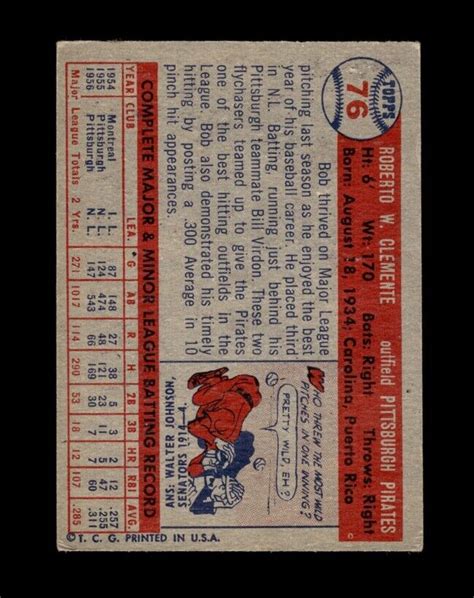 TOPPS
76
ROBERTO W. CLEMENTE outfield PITTSBURGH PIRATES
Ht: 6' Wt: 170 Bats: Right Throws: Right
Born: August 18, 1934, Carolina, Puerto Rico
Bob thrived on Major League
pitching last season as he enjoyed the best
year of his baseball career. He placed third
in N.L. Batting, running just behind his
Pittsburgh teammate Bill Virdon. These two
flychasers teamed up to give the Pirates
one of the best hitting outfields in the
League. Bob also demonstrated his timely
hitting by posting a .300 Average in 10
pinch hit appearances.
WHO THREW THE MOST WILD
PITCHES IN ONE INNING?
PRETTY WILD, EH?
ANS: WALTER JOHNSON,
SENATORS 1914—4.
COMPLETE MAJOR & MINOR LEAGUE BATTING RECORD
YEAR CLUB LEA. G AB R H 2B 3B HR RBI AVG.
1954 Montreal I. L. 87 148 27 38 5 3 2 12 .257
1955 Pittsburgh N. L. 124 474 48 121 23 11 5 47 .255
1956 Pittsburgh N. L. 147 543 66 169 30 7 7 60 .311
Major League Totals 2 Yrs. 271 1017 114 290 53 18 12 107 .285
©T. C. G. PRINTED IN U.S.A.